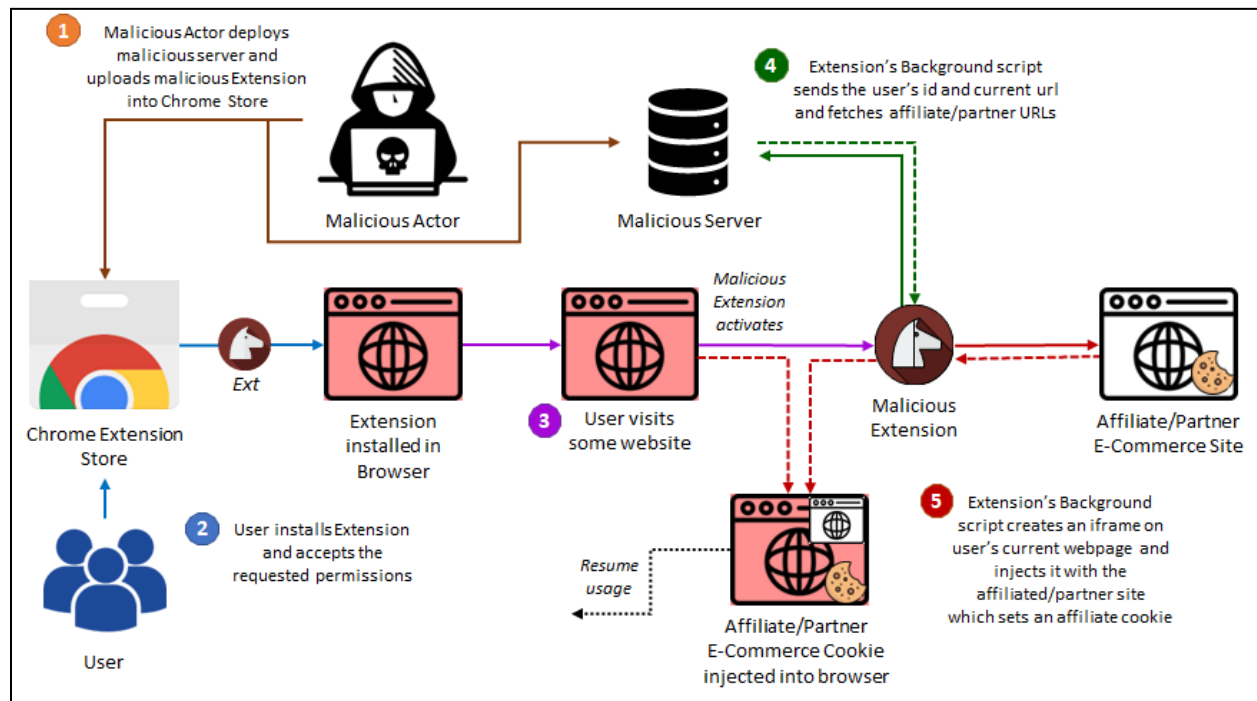 1
Malicious Actor deploys
malicious server and
uploads malicious Extension
into Chrome Store
Malicious Actor
Malicious Server
4
Extension's Background script
sends the user's id and current url
and fetches affiliate/partner URLs
Chrome Extension
Store
Ext
Extension
installed in
Browser
3
User visits
some website
Malicious
Extension
activates
Malicious
Extension
Affiliate/Partner
E-Commerce Site
2
User installs Extension
and accepts the
requested permissions
User
Resume
usage
Affiliate/Partner
E-Commerce Cookie
injected into browser
5
Extension's Background
script creates an iframe on
user's current webpage and
injects it with the
affiliated/partner site
which sets an affiliate cookie